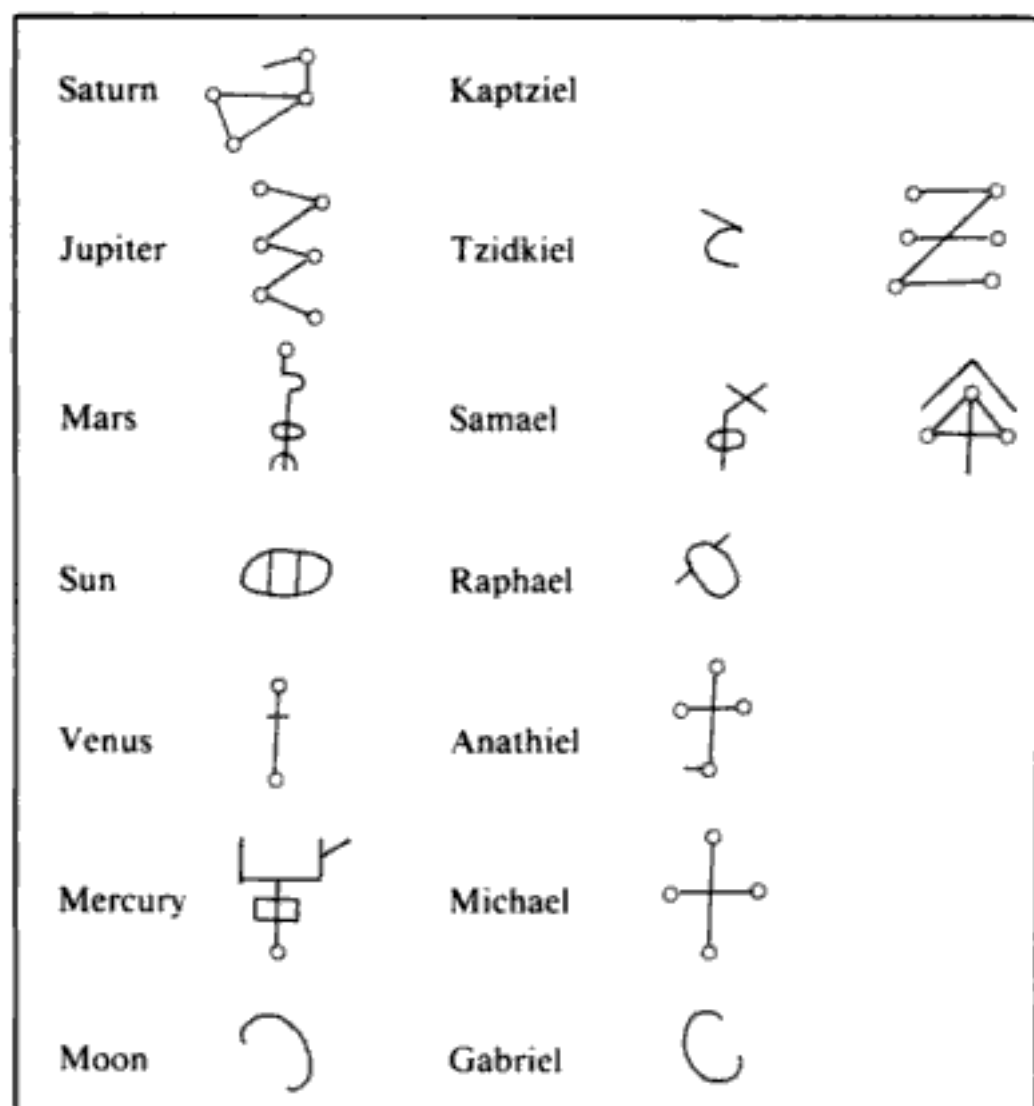 Saturn Kaptziel
Jupiter Tzidkiel
Mars Samael
Sun Raphael
Venus Anathiel
Mercury Michael
Moon Gabriel